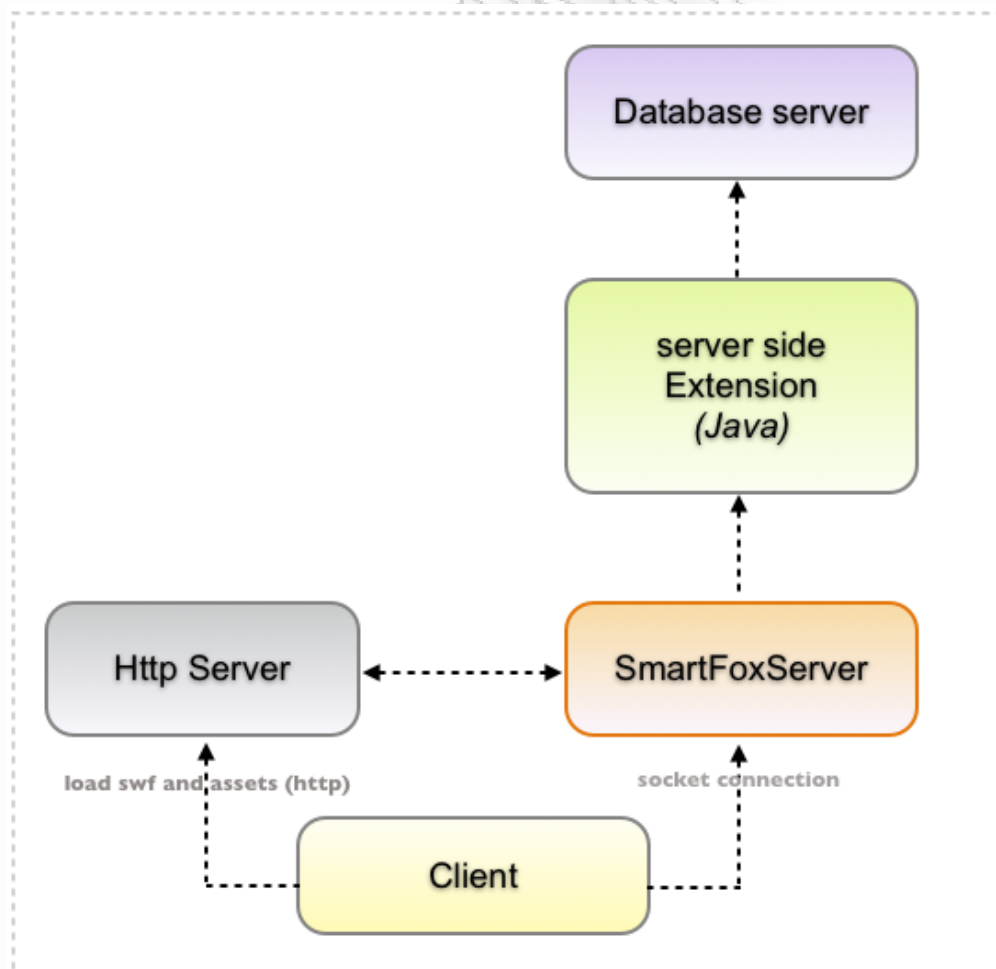 Database server
server side
Extension
(Java)
Http Server
SmartFoxServer
load swf and assets (http)
socket connection
Client